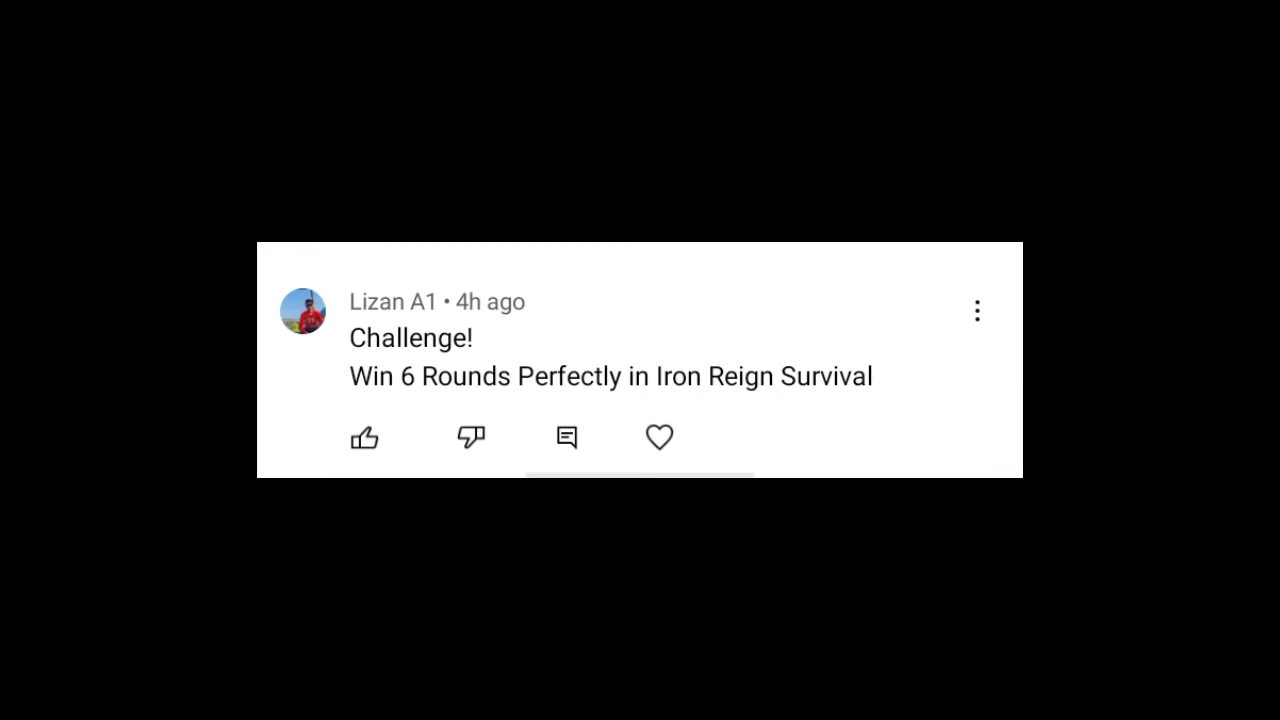 Lizan A1 • 4h ago
Challenge!
Win 6 Rounds Perfectly in Iron Reign Survival